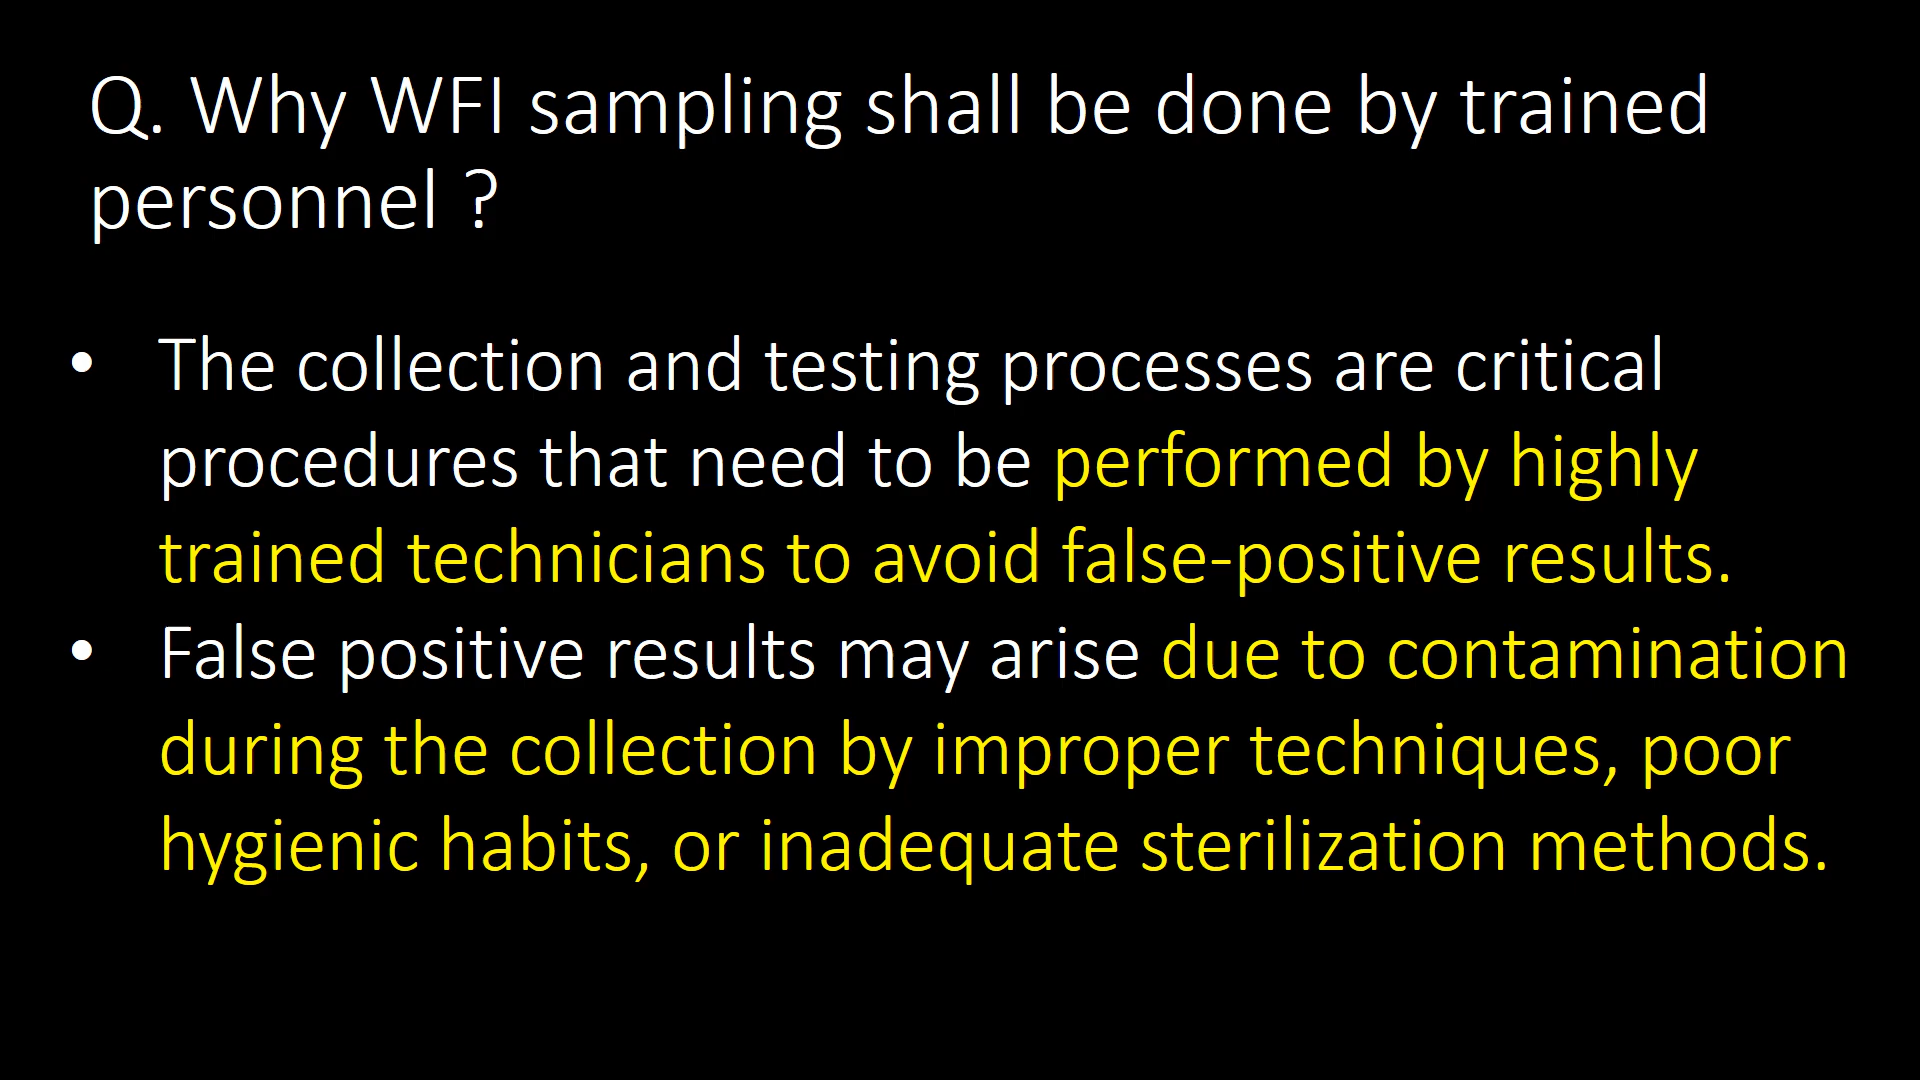 Q. Why WFI sampling shall be done by trained
personnel ?
• The collection and testing processes are critical
procedures that need to be performed by highly
trained technicians to avoid false-positive results.
• False positive results may arise due to contamination
during the collection by improper techniques, poor
hygienic habits, or inadequate sterilization methods.